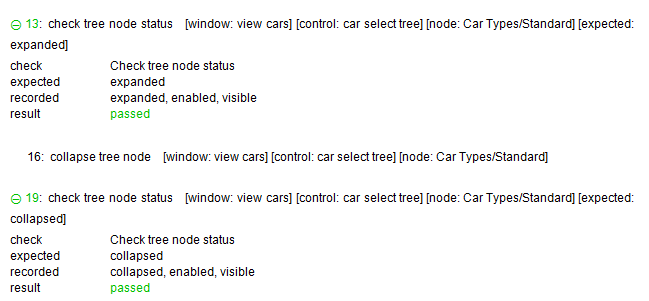 13: check tree node status [window: view cars] [control: car select tree] [node: Car Types/Standard] [expected:
expanded]
check Check tree node status
expected expanded
recorded expanded, enabled, visible
result passed
16: collapse tree node [window: view cars] [control: car select tree] [node: Car Types/Standard]
19: check tree node status [window: view cars] [control: car select tree] [node: Car Types/Standard] [expected:
collapsed]
check Check tree node status
expected collapsed
recorded collapsed, enabled, visible
result passed